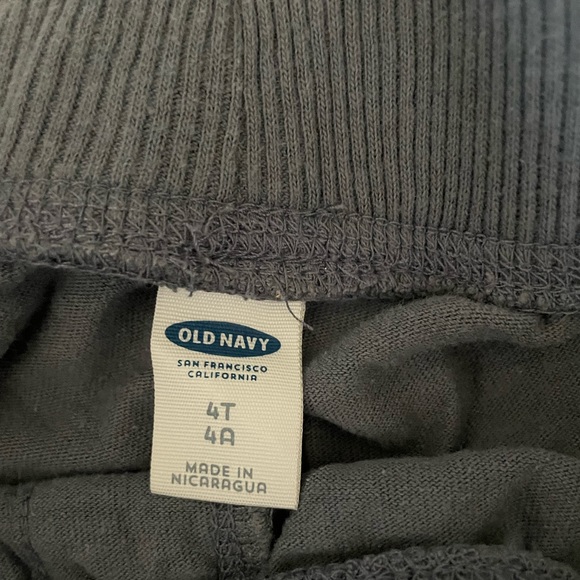 OLD NAVY
SAN FRANCISCO
CALIFORNIA
4T
4A
MADE IN
NICARAGUA